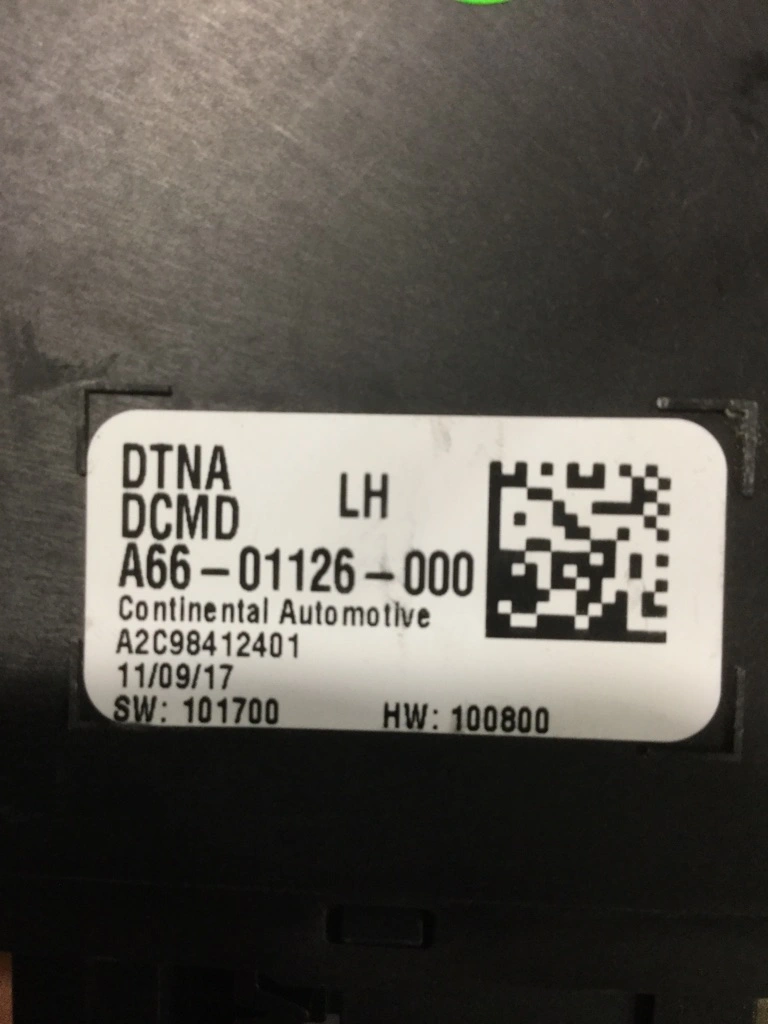 DTNA
DCMD LH
A66-01126-000
Continental Automotive
A2C98412401
11/09/17
SW: 101700 HW: 100800